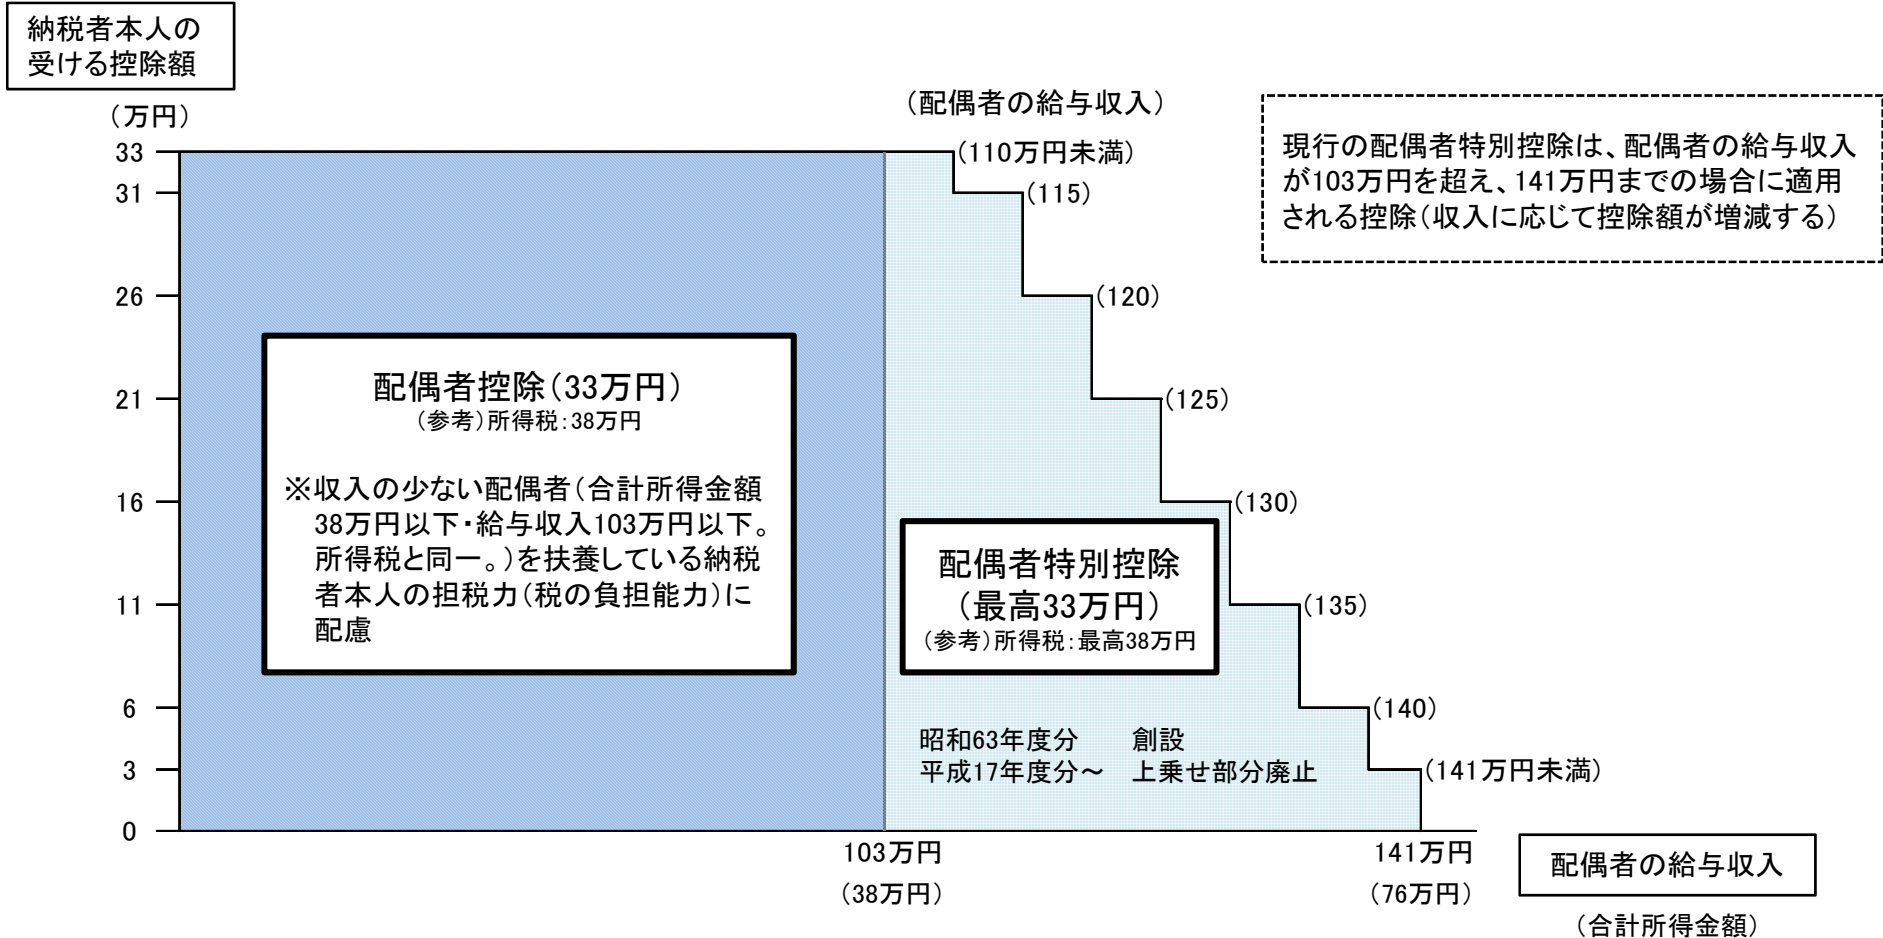 納税者本人の
受ける控除額
（万円）
33
31
26
21
16
11
6
3
0
（配偶者の給与収入）
（110万円未満）
（115）
（120）
（125）
（130）
（135）
（140）
（141万円未満）
現行の配偶者特別控除は、配偶者の給与収入
が103万円を超え、141万円までの場合に適用
される控除（収入に応じて控除額が増減する）
配偶者控除（33万円）
（参考）所得税：38万円
※収入の少ない配偶者（合計所得金額
38万円以下・給与収入103万円以下。
所得税と同一。）を扶養している納税
者本人の担税力（税の負担能力）に
配慮
配偶者特別控除
（最高33万円）
（参考）所得税：最高38万円
昭和63年度分　　創設
平成17年度分～　上乗せ部分廃止
103万円
（38万円）
141万円
（76万円）
配偶者の給与収入
（合計所得金額）